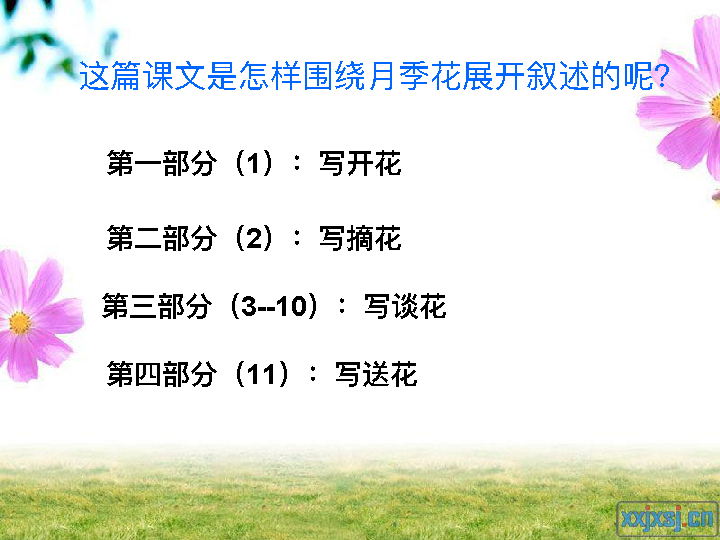 这篇课文是怎样围绕月季花展开叙述的呢?
第一部分（1）：写开花
第二部分（2）：写摘花
第三部分（3--10）：写谈花
第四部分（11）：写送花
xxjxsj.cn